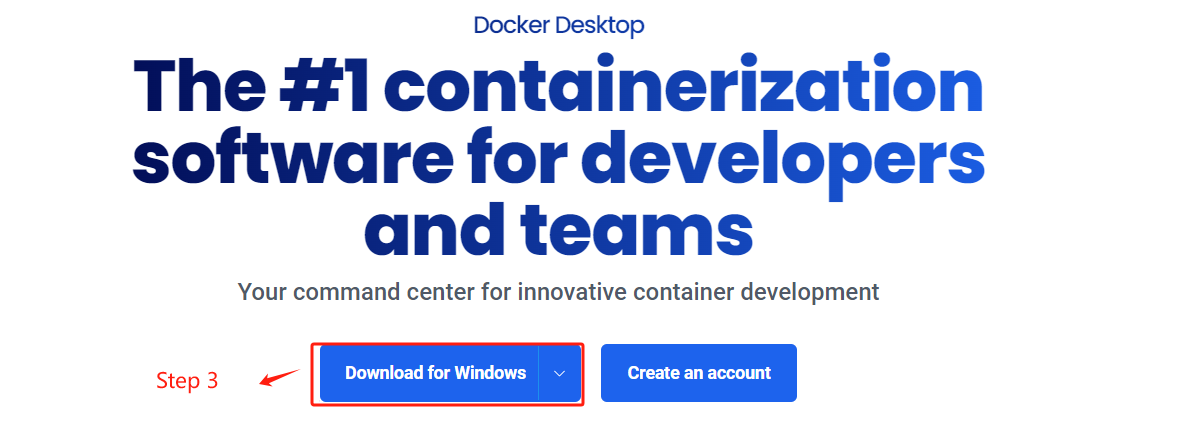 Docker Desktop
The #1 containerization
software for developers
and teams
Your command center for innovative container development
Step 3
Download for Windows
Create an account